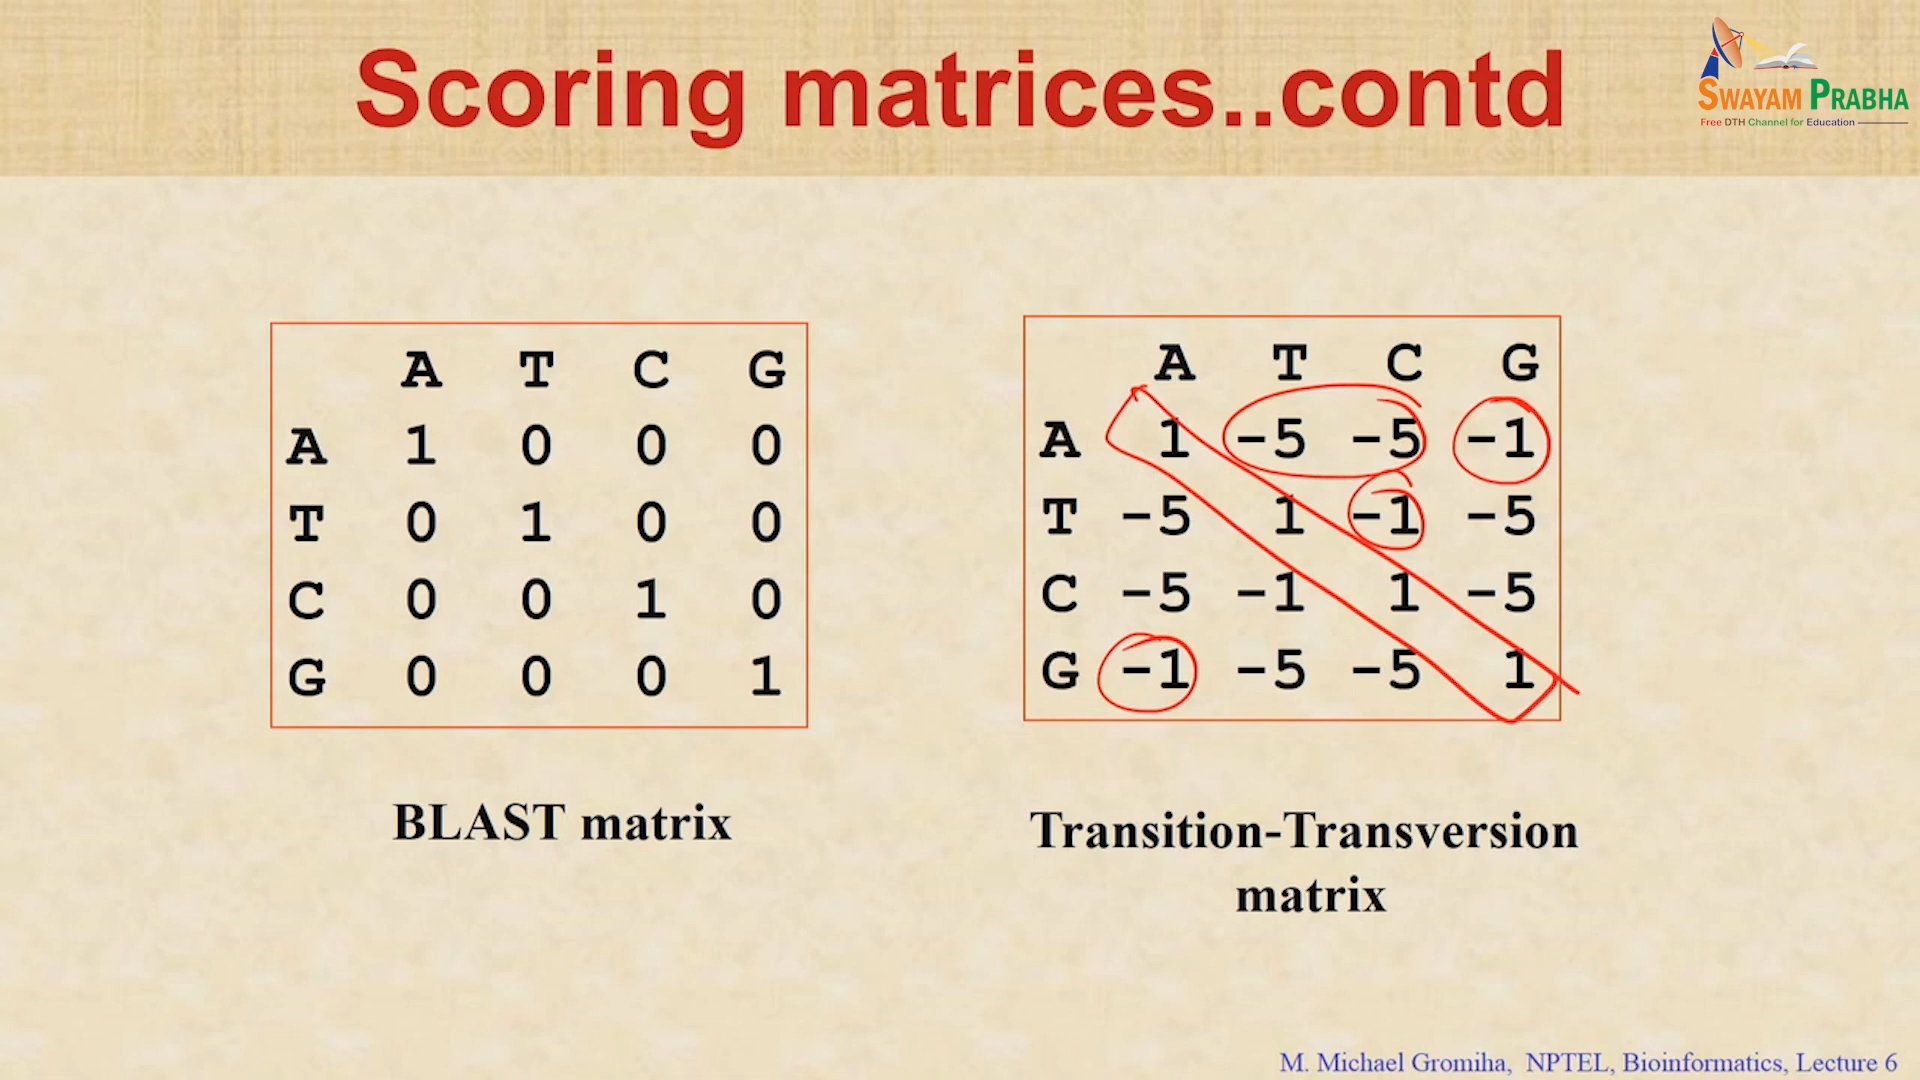 Scoring matrices..contd
SWAYAM PRABHA
Free DTH Channel for Education
A T C G
A 1 0 0 0
T 0 1 0 0
C 0 0 1 0
G 0 0 0 1
BLAST matrix
A T C G
A 1 -5 -5 -1
T -5 1 -1 -5
C -5 -1 1 -5
G -1 -5 -5 1
Transition-Transversion
matrix
M. Michael Gromiha, NPTEL, Bioinformatics, Lecture 6